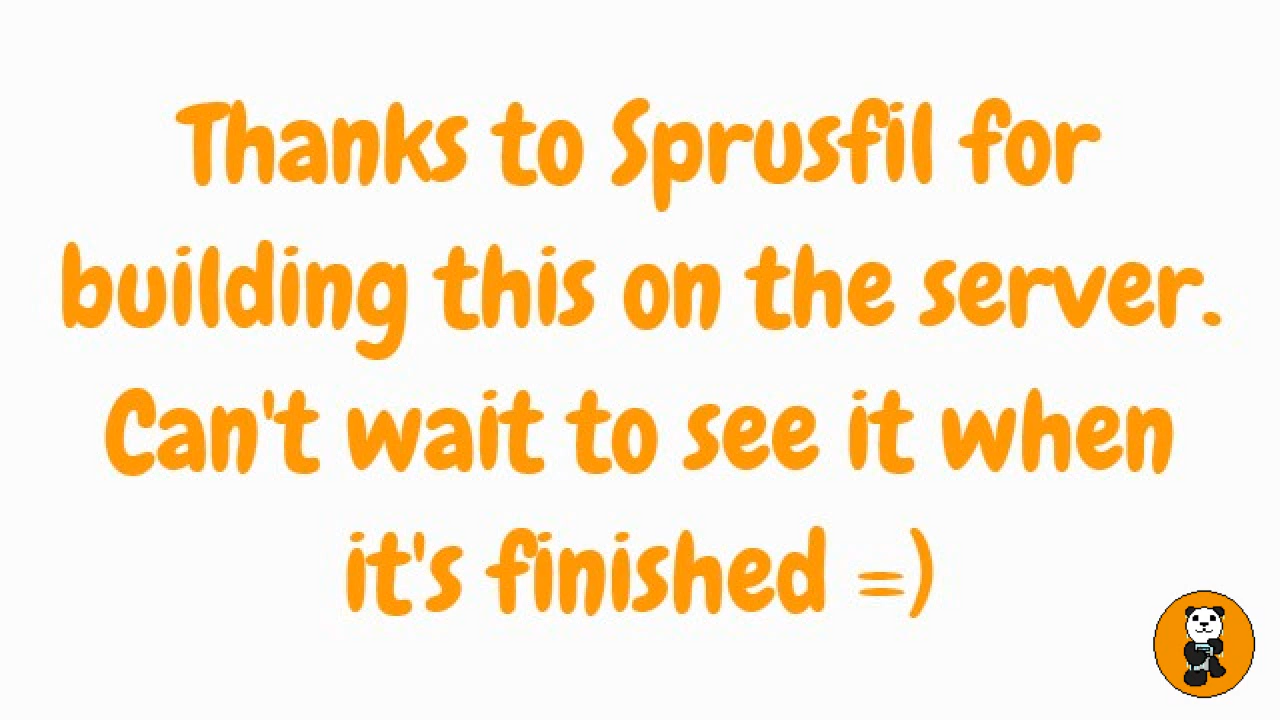 Thanks to Sprusfil for
building this on the server.
Can't wait to see it when
it's finished =)